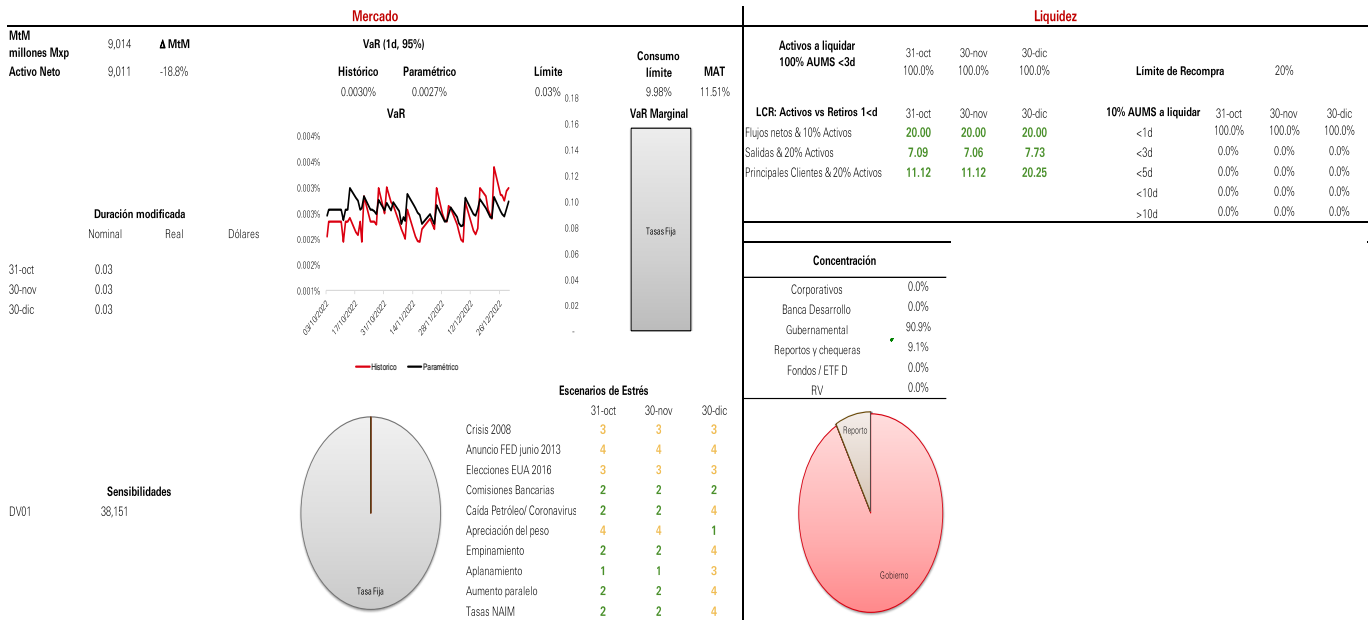 Mercado
MtM
millones Mxp 9,014 Δ MtM
Activo Neto 9,011 -18.8%
VaR (1d, 95%)
Histórico Paramétrico Límite Consumo límite MAT
0.0030% 0.0027% 0.03% 9.98% 11.51%
VaR
0.004%
0.004%
0.003%
0.003%
0.002%
0.002%
0.001%
03/10/2022 17/10/2022 31/10/2022 14/11/2022 28/11/2022 12/12/2022 26/12/2022
Historico Paramétrico
VaR Marginal
0.18
0.16
0.14
0.12
0.10
0.08
0.06
0.04
0.02
-
Tasas Fija
Duración modificada
Nominal Real Dólares
31-oct 0.03
30-nov 0.03
30-dic 0.03
Sensibilidades
DV01 38,151
Tasa Fija
Escenarios de Estrés
31-oct 30-nov 30-dic
Crisis 2008 3 3 3
Anuncio FED junio 2013 4 4 4
Elecciones EUA 2016 3 3 3
Comisiones Bancarias 2 2 2
Caída Petróleo/ Coronavirus 2 2 4
Apreciación del peso 4 4 1
Empinamiento 2 2 4
Aplanamiento 1 1 3
Aumento paralelo 2 2 4
Tasas NAIM 2 2 4
Liquidez
Activos a liquidar
100% AUMS <3d
31-oct 30-nov 30-dic
100.0% 100.0% 100.0%
Límite de Recompra 20%
LCR: Activos vs Retiros 1<d 31-oct 30-nov 30-dic
Flujos netos & 10% Activos 20.00 20.00 20.00
Salidas & 20% Activos 7.09 7.06 7.73
Principales Clientes & 20% Activos 11.12 11.12 20.25
10% AUMS a liquidar 31-oct 30-nov 30-dic
<1d 100.0% 100.0% 100.0%
<3d 0.0% 0.0% 0.0%
<5d 0.0% 0.0% 0.0%
<10d 0.0% 0.0% 0.0%
>10d 0.0% 0.0% 0.0%
Concentración
Corporativos 0.0%
Banca Desarrollo 0.0%
Gubernamental 90.9%
Reportos y chequeras 9.1%
Fondos / ETF D 0.0%
RV 0.0%
Reporto
Gobierno